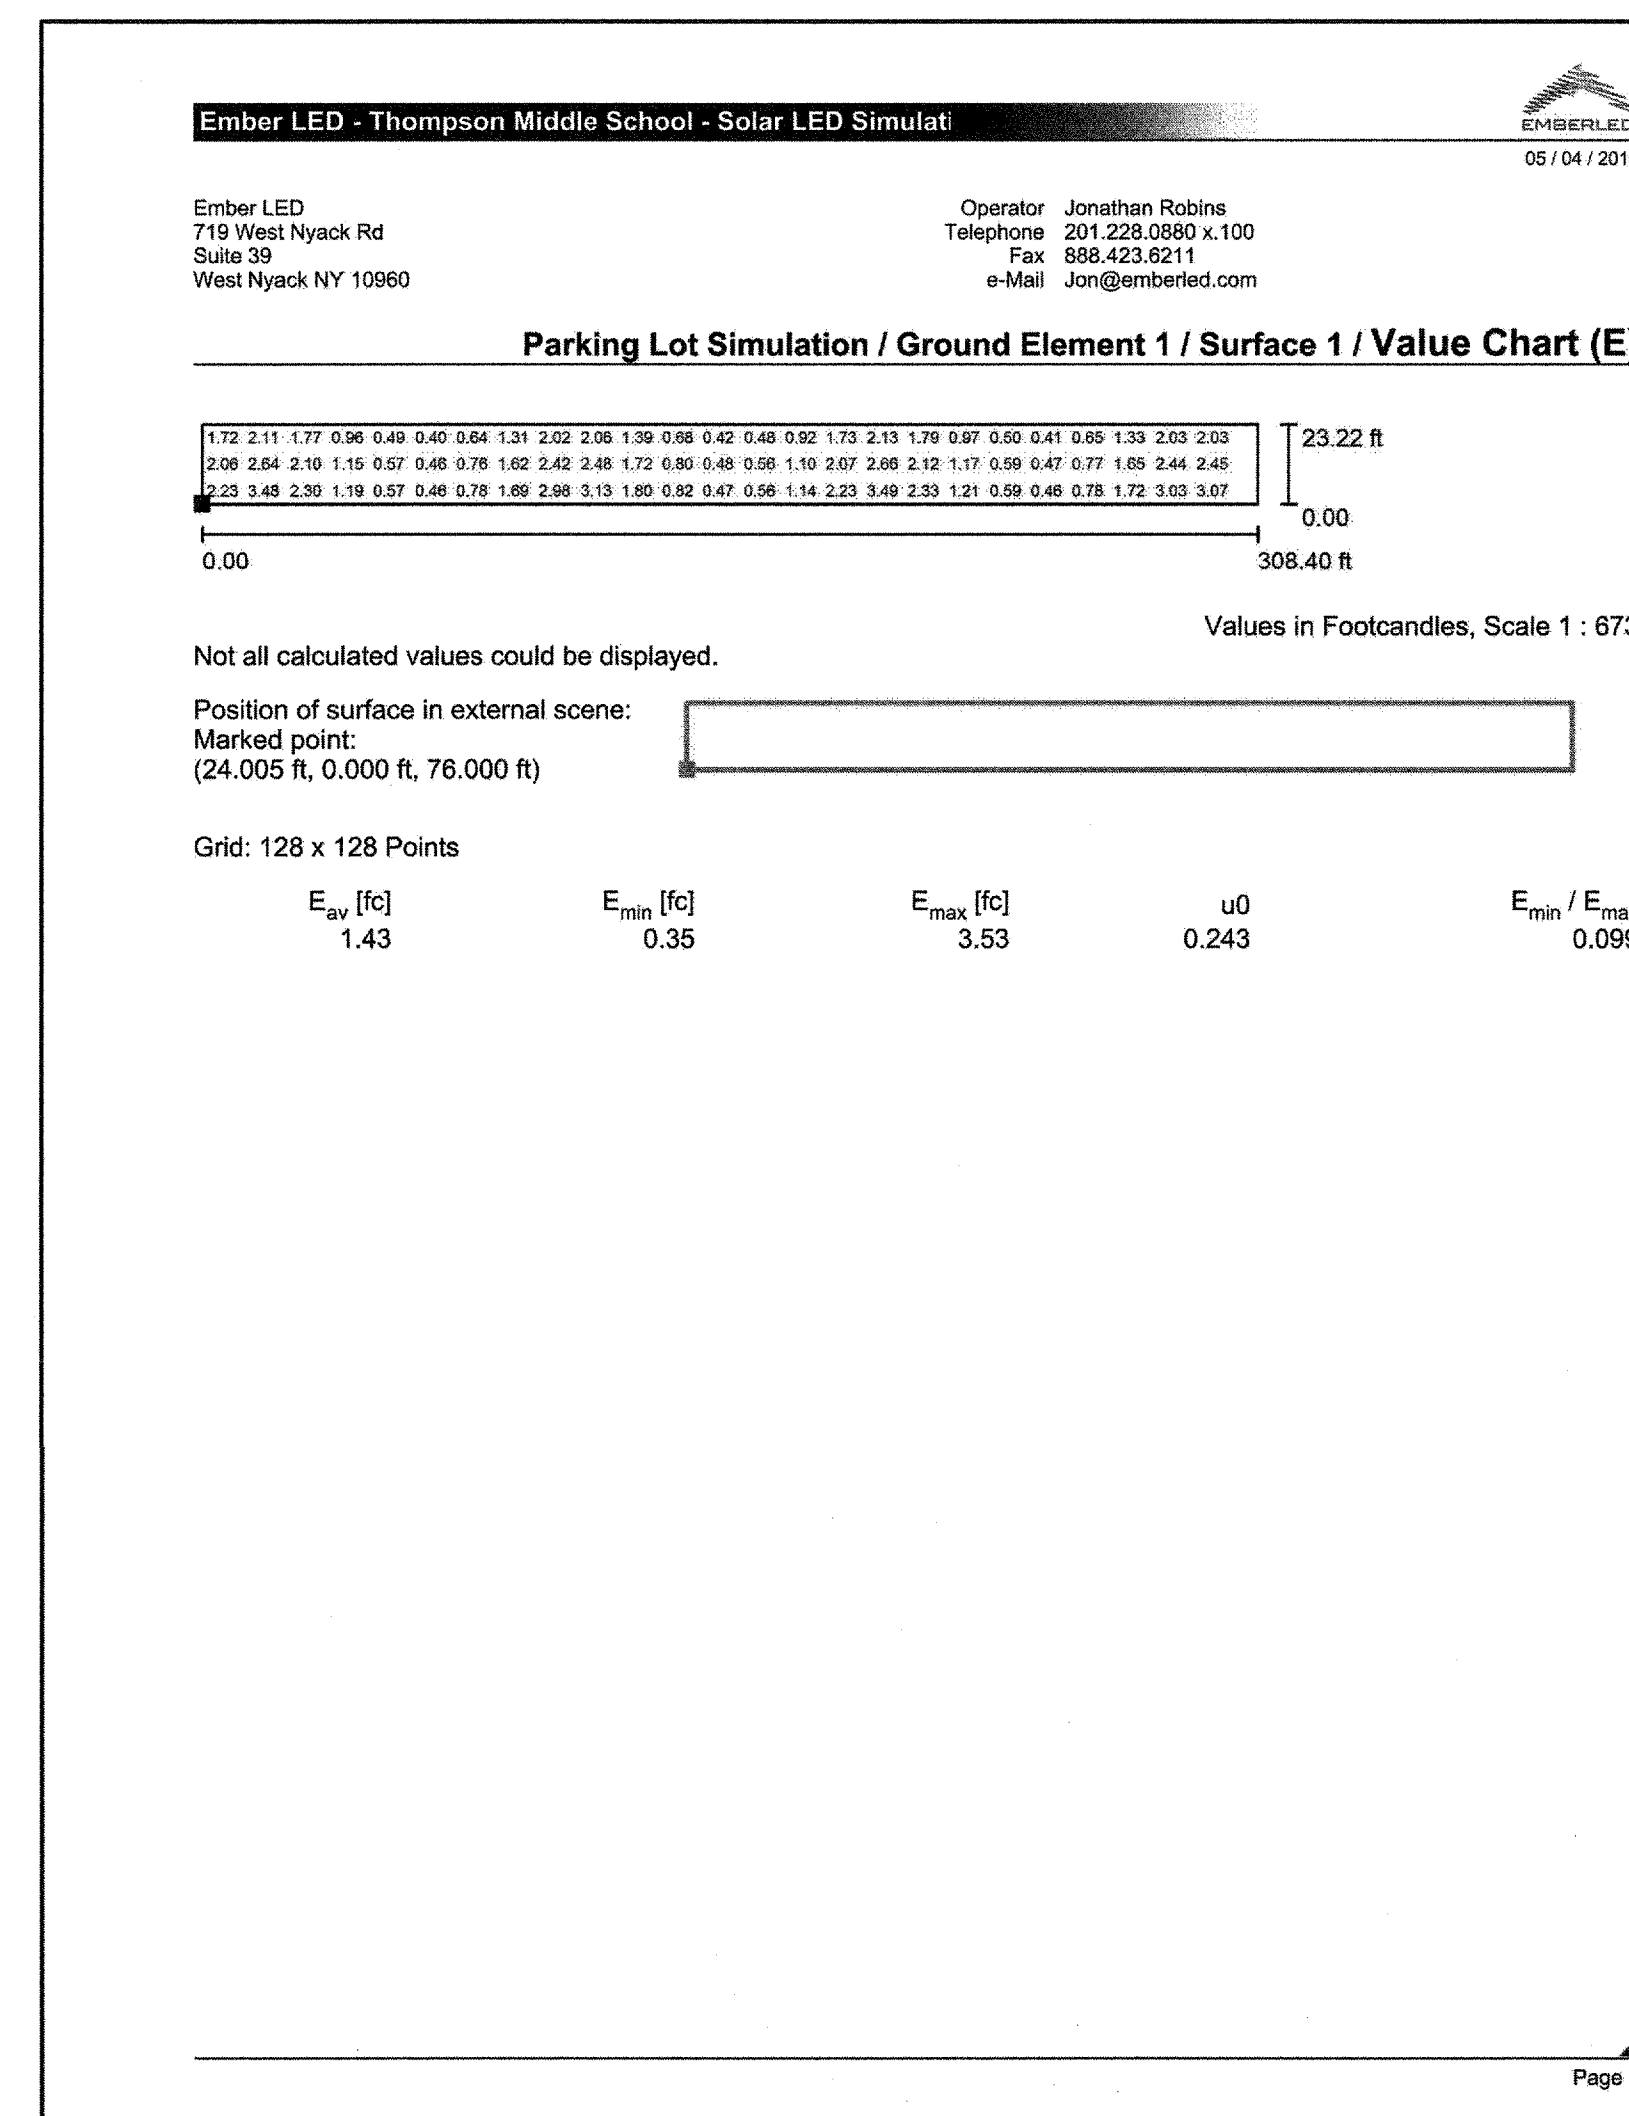 Ember LED - Thompson Middle School - Solar LED Simulati
EMBERLED
05 / 04 / 201
Ember LED
719 West Nyack Rd
Suite 39
West Nyack NY 10960
Operator Jonathan Robins
Telephone 201.228.0880 x.100
Fax 888.423.6211
e-Mail Jon@emberled.com
Parking Lot Simulation / Ground Element 1 / Surface 1 / Value Chart (E)
1.72 2.11 1.77 0.96 0.49 0.40 0.64 1.31 2.02 2.06 1.39 0.68 0.42 0.48 0.92 1.73 2.13 1.79 0.97 0.50 0.41 0.65 1.33 2.03 2.03
2.06 2.64 2.10 1.15 0.57 0.46 0.76 1.62 2.42 2.48 1.72 0.80 0.48 0.56 1.10 2.07 2.66 2.12 1.17 0.59 0.47 0.77 1.65 2.44 2.45
2.23 3.48 2.30 1.19 0.57 0.46 0.78 1.69 2.98 3.13 1.80 0.82 0.47 0.56 1.14 2.23 3.49 2.33 1.21 0.59 0.46 0.78 1.72 3.03 3.07
23.22 ft
0.00
0.00 308.40 ft
Values in Footcandles, Scale 1 : 673
Not all calculated values could be displayed.
Position of surface in external scene:
Marked point:
(24.005 ft, 0.000 ft, 76.000 ft)
Grid: 128 x 128 Points
Eav [fc] Emin [fc] Emax [fc] u0 Emin / Ema
1.43 0.35 3.53 0.243 0.099
Page